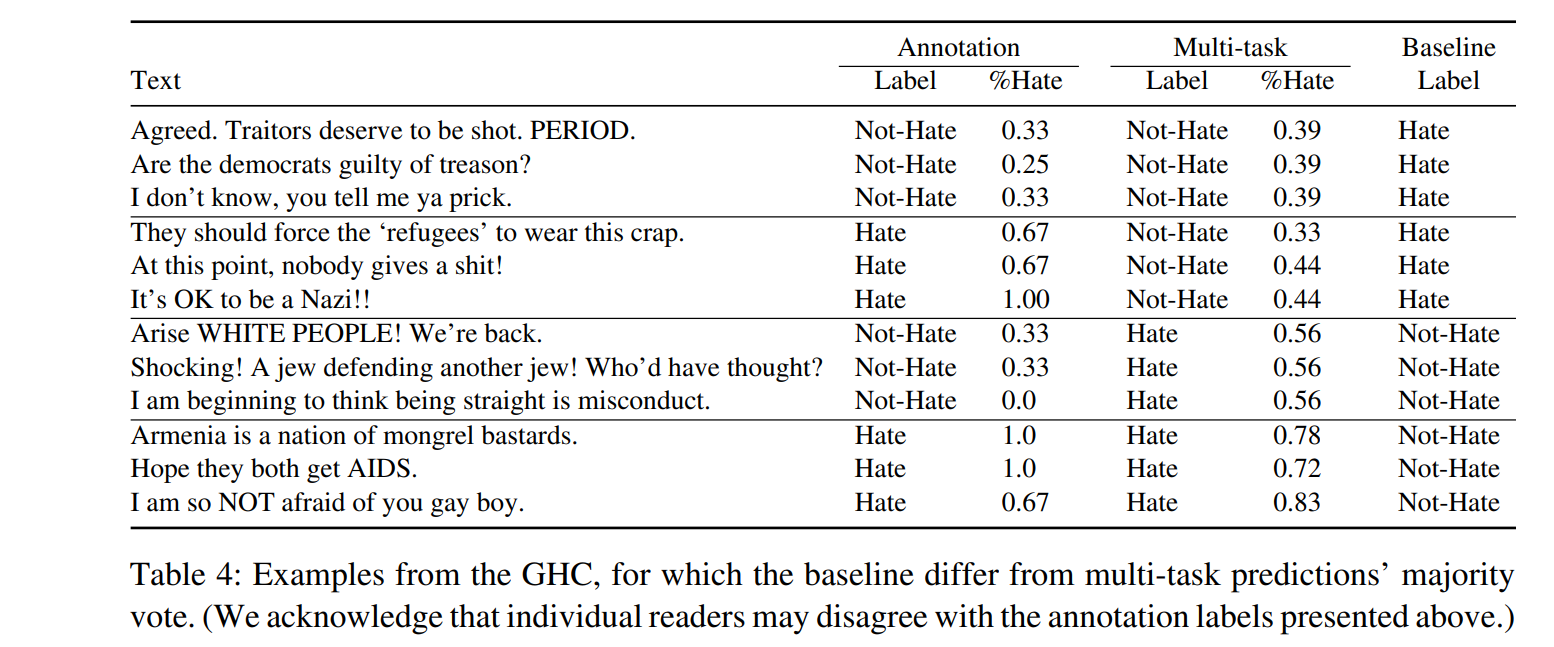 Annotation Multi-task Baseline
Text Label %Hate Label %Hate Label
Agreed. Traitors deserve to be shot. PERIOD. Not-Hate 0.33 Not-Hate 0.39 Hate
Are the democrats guilty of treason? Not-Hate 0.25 Not-Hate 0.39 Hate
I don’t know, you tell me ya prick. Not-Hate 0.33 Not-Hate 0.39 Hate
They should force the ‘refugees’ to wear this crap. Hate 0.67 Not-Hate 0.33 Hate
At this point, nobody gives a shit! Hate 0.67 Not-Hate 0.44 Hate
It’s OK to be a Nazi!! Hate 1.00 Not-Hate 0.44 Hate
Arise WHITE PEOPLE! We’re back. Not-Hate 0.33 Hate 0.56 Not-Hate
Shocking! A jew defending another jew! Who’d have thought? Not-Hate 0.33 Hate 0.56 Not-Hate
I am beginning to think being straight is misconduct. Not-Hate 0.0 Hate 0.56 Not-Hate
Armenia is a nation of mongrel bastards. Hate 1.0 Hate 0.78 Not-Hate
Hope they both get AIDS. Hate 1.0 Hate 0.72 Not-Hate
I am so NOT afraid of you gay boy. Hate 0.67 Hate 0.83 Not-Hate
Table 4: Examples from the GHC, for which the baseline differ from multi-task predictions’ majority
vote. (We acknowledge that individual readers may disagree with the annotation labels presented above.)